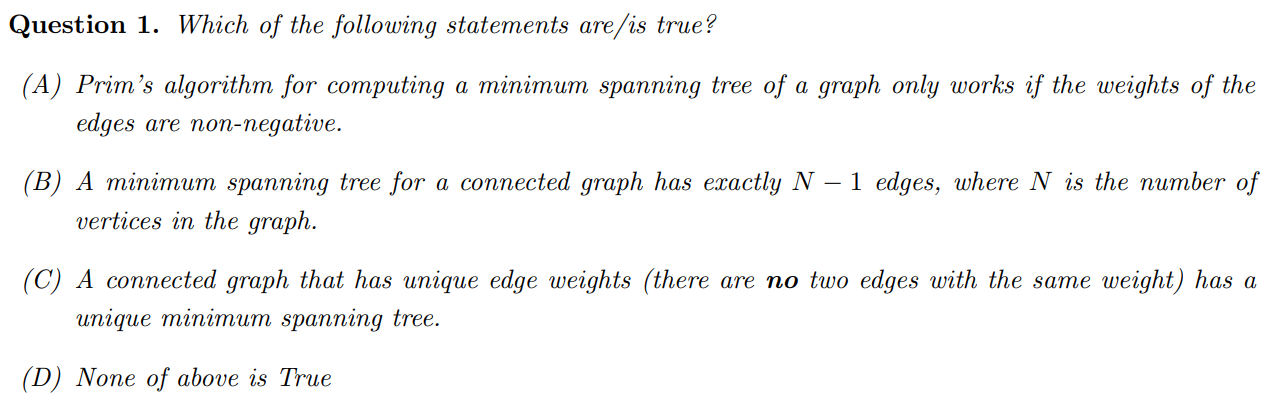 Question 1. Which of the following statements are/is true?
(A) Prim's algorithm for computing a minimum spanning tree of a graph only works if the weights of the
edges are non-negative.
(B) A minimum spanning tree for a connected graph has exactly N − 1 edges, where N is the number of
vertices in the graph.
(C) A connected graph that has unique edge weights (there are no two edges with the same weight) has a
unique minimum spanning tree.
(D) None of above is True